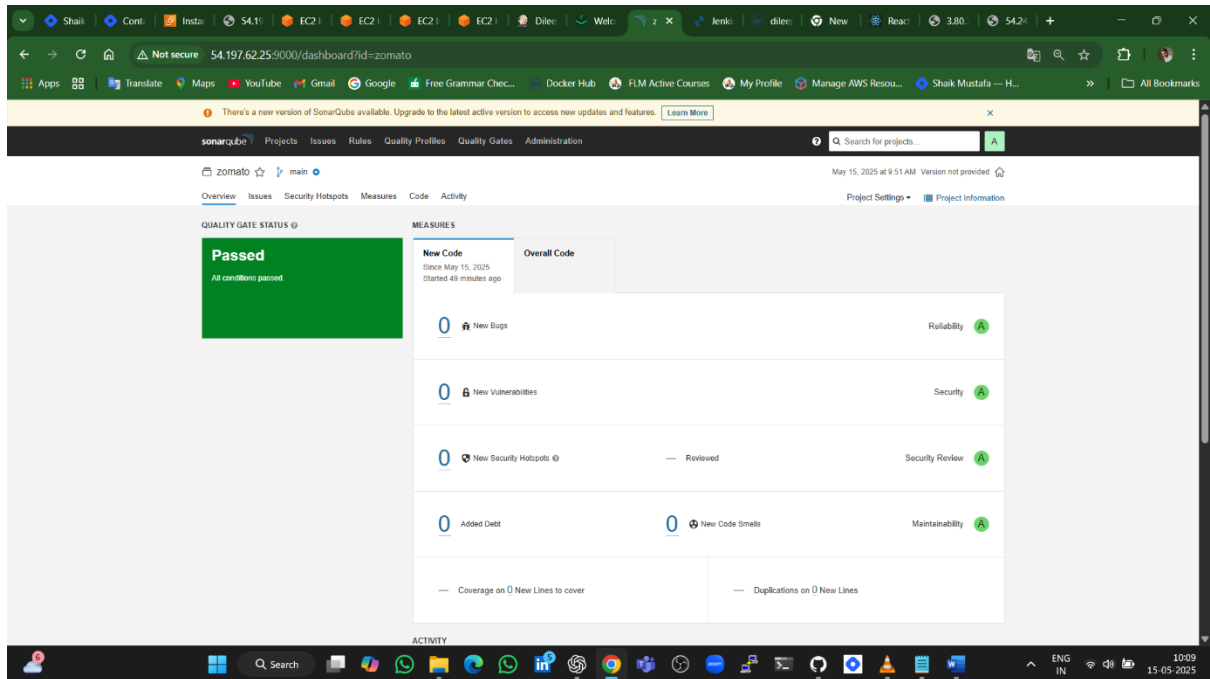 Shaik
Cont
Instar
54.19
EC2 I
EC2 I
EC2 I
EC2 I
Dilee
Welc
z
Jenki
dilee
New
React
3.80.
54.24
Not secure 54.197.62.25:9000/dashboard?id=zomato
Apps Translate Maps YouTube Gmail Google Free Grammar Chec... Docker Hub FLM Active Courses My Profile Manage AWS Resou... Shaik Mustafa — H... » All Bookmarks
There's a new version of SonarQube available. Upgrade to the latest active version to access new updates and features. Learn More
sonarqube Projects Issues Rules Quality Profiles Quality Gates Administration Search for projects... A
zomato main May 15, 2025 at 9:51 AM Version not provided
Overview Issues Security Hotspots Measures Code Activity Project Settings Project Information
QUALITY GATE STATUS MEASURES
Passed
All conditions passed.
New Code Overall Code
Since May 15, 2025
Started 49 minutes ago
0 New Bugs Reliability A
0 New Vulnerabilities Security A
0 New Security Hotspots — Reviewed Security Review A
0 Added Debt 0 New Code Smells Maintainability A
— Coverage on 0 New Lines to cover — Duplications on 0 New Lines
ACTIVITY
6
Search
5
zoom
ENG
IN
10:09
15-05-2025